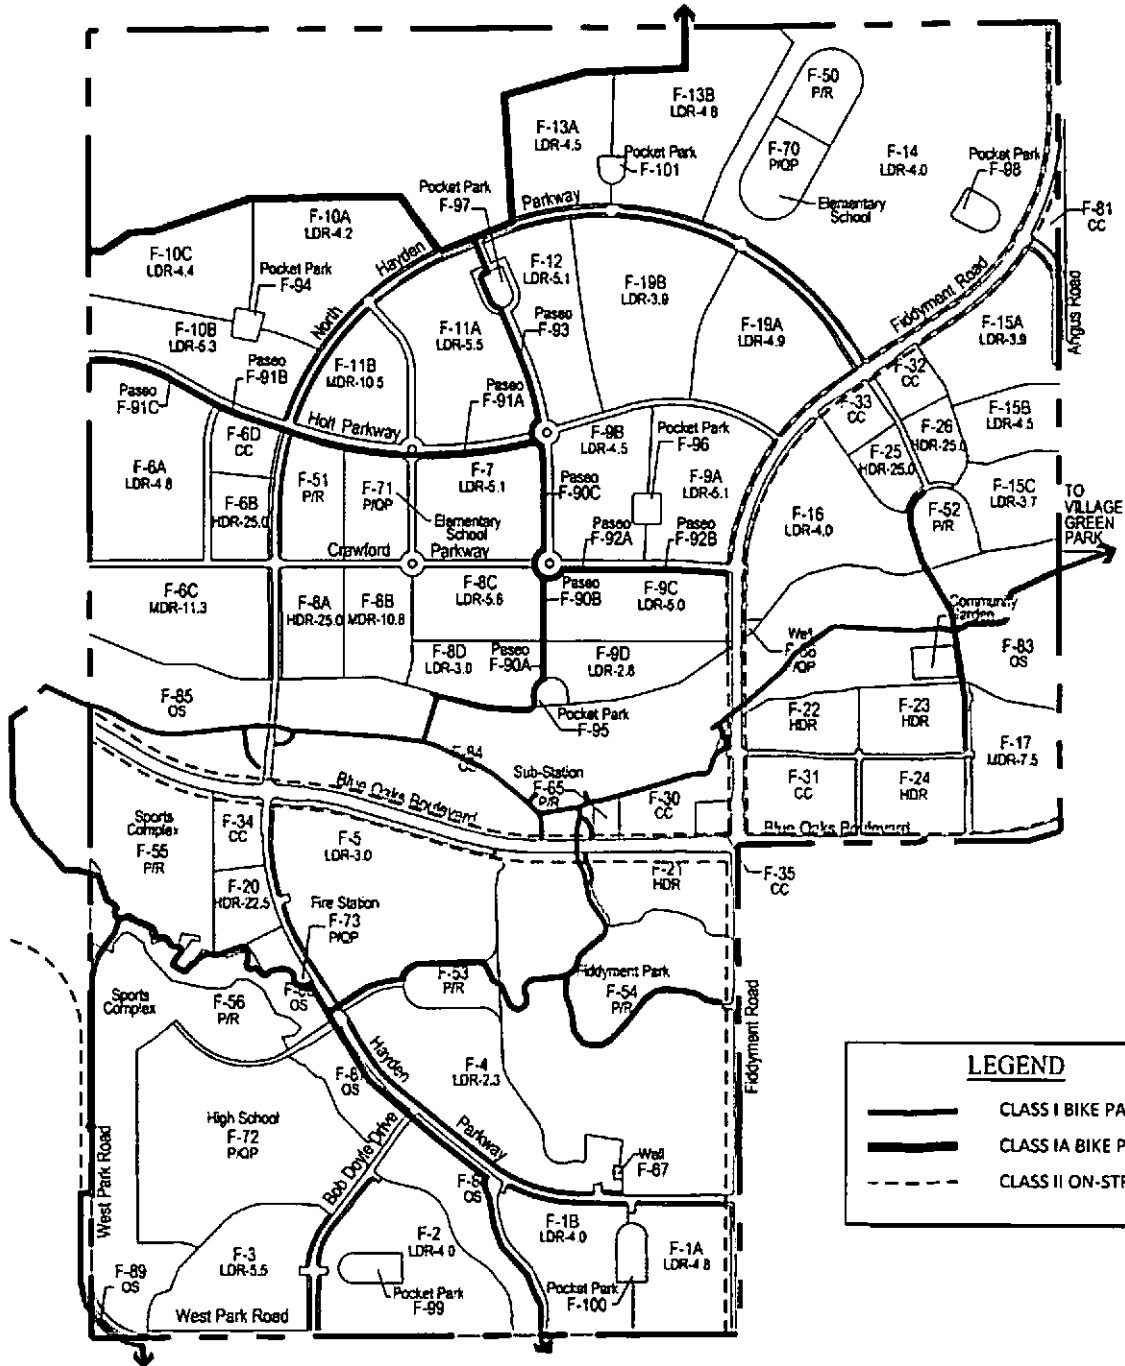 F-50
P/R
F-13B
LDR-4.8
F-13A
LDR-4.5
F-70
P/QP
F-14
LDR-4.0
Pocket Park
F-101
Pocket Park
F-98
Elementary
School
F-81
CC
Pocket Park
F-97
Parkway
F-10A
LDR-4.2
Hayden
F-10C
LDR-4.4
Pocket Park
F-94
F-12
LDR-5.1
F-19B
LDR-3.9
Fiddyment Road
North
Paseo
F-93
F-19A
LDR-4.9
F-15A
LDR-3.9
Angus Road
F-10B
LDR-5.3
F-11A
LDR-5.5
Paseo
F-91B
F-11B
MDR-10.5
F-32
CC
Paseo
F-91C
Paseo
F-91A
F-33
CC
Holt Parkway
F-15B
LDR-4.5
F-6D
CC
F-9B
LDR-4.5
Pocket Park
F-96
F-26
HDR-25.0
F-25
HDR-25.0
F-6A
LDR-4.8
F-51
P/R
F-71
P/QP
F-7
LDR-5.1
Paseo
F-90C
F-9A
LDR-5.1
F-15C
LDR-3.7
F-6B
HDR-25.0
Elementary
School
F-16
LDR-4.0
F-52
P/R
TO
VILLAGE
GREEN
PARK
Crawford Parkway
Paseo
F-92A
Paseo
F-92B
F-6C
MDR-11.3
F-8A
HDR-25.0
F-8B
MDR-10.8
F-8C
LDR-5.6
Paseo
F-90B
F-9C
LDR-5.0
Community
F-8D
LDR-3.0
Paseo
F-90A
F-9D
LDR-2.8
F-83
OS
F-85
OS
Pocket Park
F-95
F-22
HDR
F-23
HDR
F-84
F-17
MDR-7.5
Blue Oaks Boulevard
Sub-Station
F-65
P/R
F-31
CC
F-24
HDR
F-30
CC
Sports
Complex
F-55
P/R
F-34
CC
F-5
LDR-3.0
Blue Oaks Boulevard
F-21
HDR
F-35
CC
F-20
HDR-22.5
Fire Station
F-73
P/QP
F-53
P/R
Fiddyment Park
F-54
P/R
Sports
Complex
F-56
P/R
OS
Fiddyment Road
Hayden
F-4
LDR-2.3
LEGEND
CLASS I BIKE PA
CLASS IA BIKE P
CLASS II ON-STR
OS
High School
F-72
P/QP
Parkway
Bob Doyle Drive
Well
F-67
West Park Road
OS
F-1B
LDR-4.0
F-2
LDR-4.0
F-1A
LDR-4.8
F-3
LDR-5.5
F-89
OS
Pocket Park
F-99
Pocket Park
F-100
West Park Road